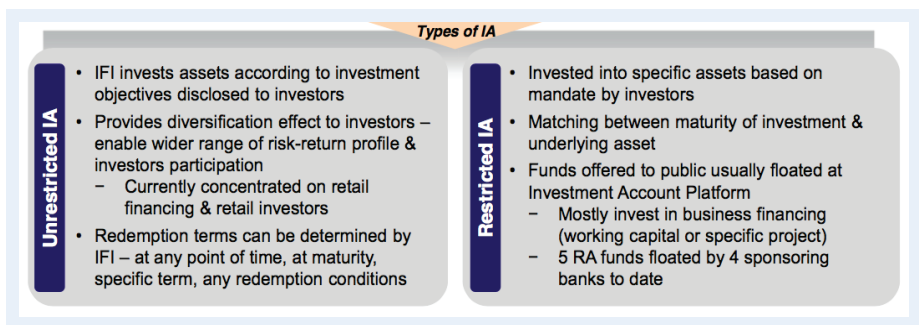 Types of IA
Unrestricted IA
• IFI invests assets according to investment
objectives disclosed to investors
• Provides diversification effect to investors –
enable wider range of risk-return profile &
investors participation
– Currently concentrated on retail
financing & retail investors
• Redemption terms can be determined by
IFI – at any point of time, at maturity,
specific term, any redemption conditions
Restricted IA
• Invested into specific assets based on
mandate by investors
• Matching between maturity of investment &
underlying asset
• Funds offered to public usually floated at
Investment Account Platform
– Mostly invest in business financing
(working capital or specific project)
– 5 RA funds floated by 4 sponsoring
banks to date